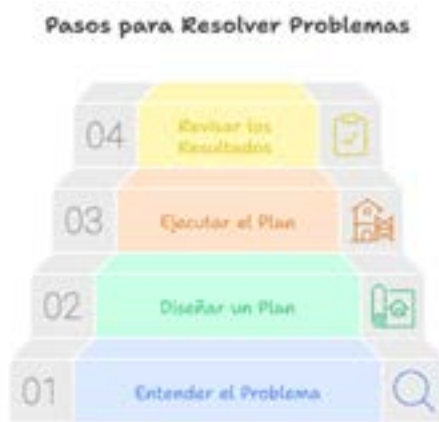 Pasos para Resolver Problemas
04
Revisar los
Resultados
03
Ejecutar el Plan
02
Diseñar un Plan
01
Entender el Problema